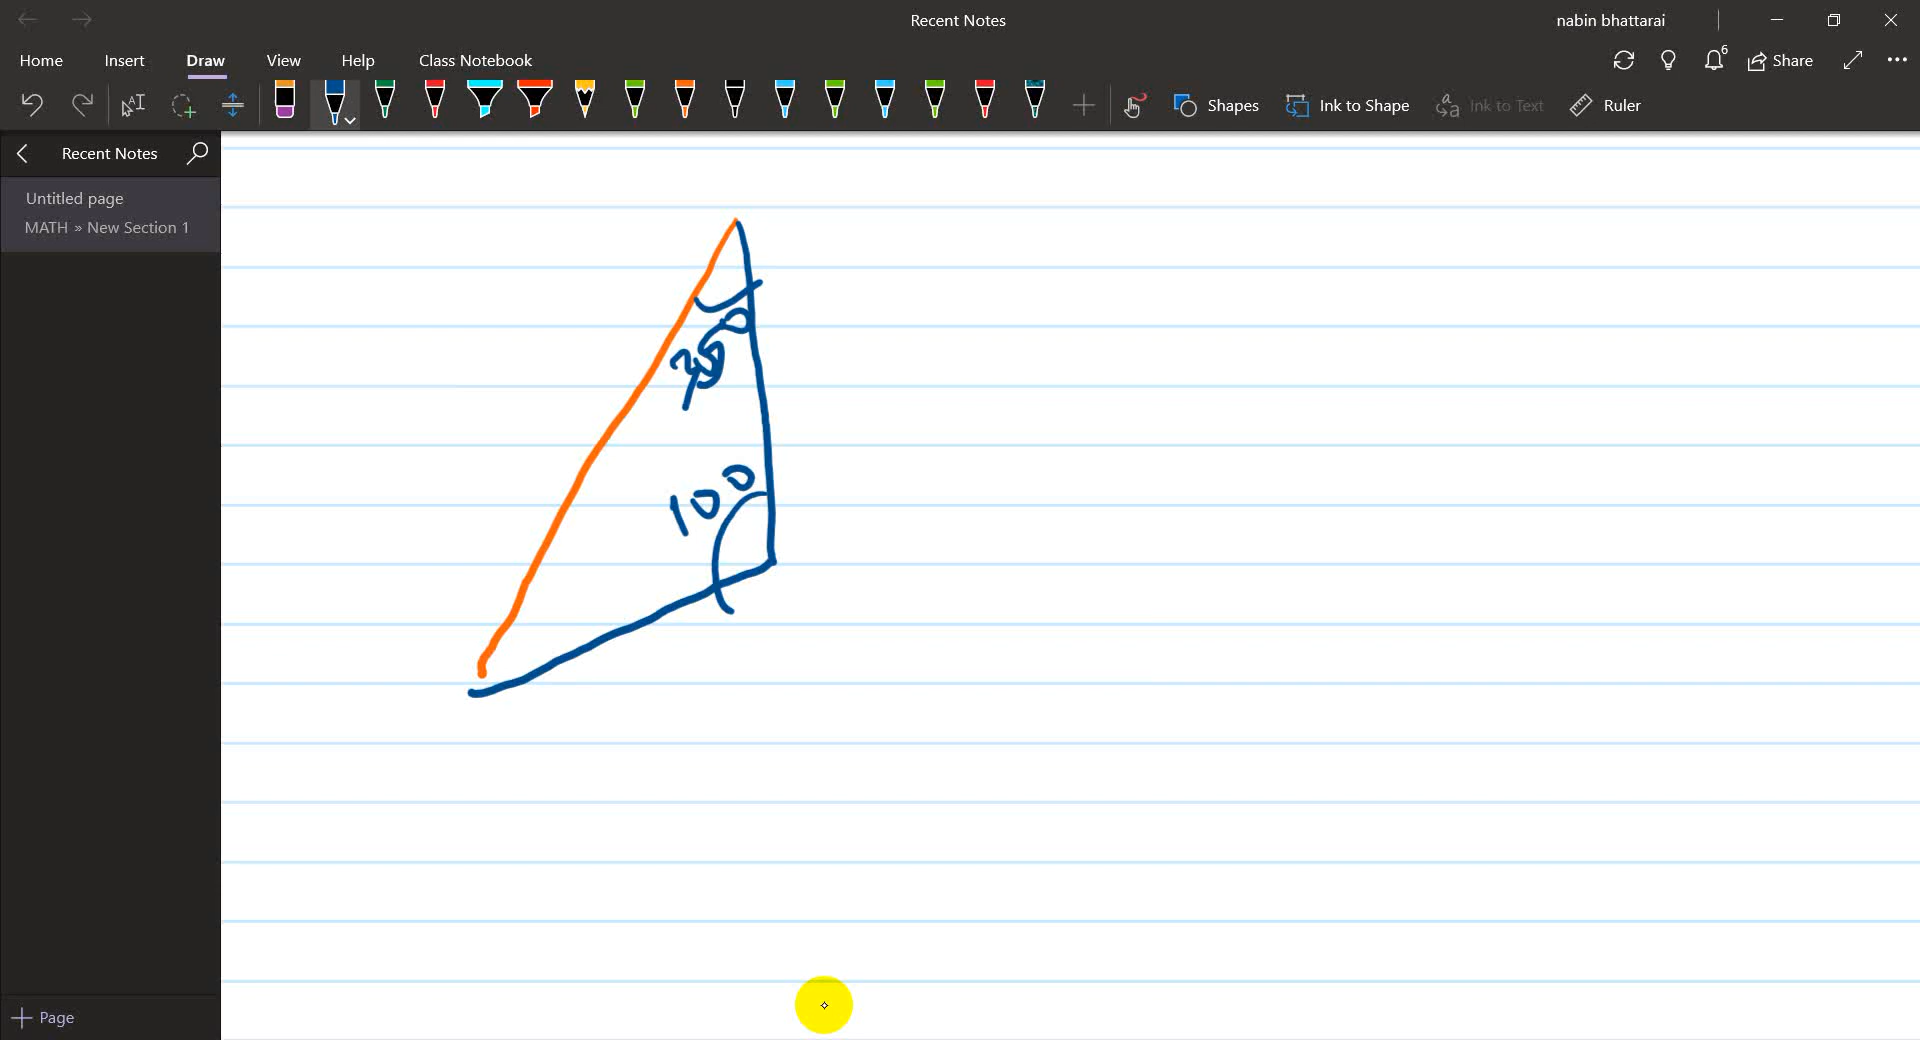 Recent Notes
nabin bhattarai
Home Insert Draw View Help Class Notebook
6
Share
Shapes Ink to Shape Ink to Text Ruler
Recent Notes
Untitled page
MATH » New Section 1
100
Page